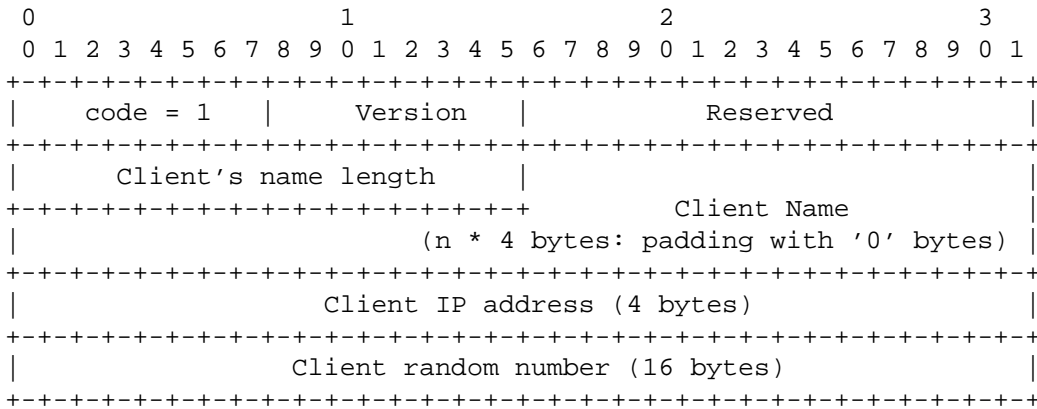 0                   1                   2                   3
 0 1 2 3 4 5 6 7 8 9 0 1 2 3 4 5 6 7 8 9 0 1 2 3 4 5 6 7 8 9 0 1
+-+-+-+-+-+-+-+-+-+-+-+-+-+-+-+-+-+-+-+-+-+-+-+-+-+-+-+-+-+-+-+-+
|    code = 1   |     Version   |           Reserved            |
+-+-+-+-+-+-+-+-+-+-+-+-+-+-+-+-+-+-+-+-+-+-+-+-+-+-+-+-+-+-+-+-+
|      Client’s name length     |                               |
+-+-+-+-+-+-+-+-+-+-+-+-+-+-+-+-+         Client Name           |
|                         (n * 4 bytes: padding with ’0’ bytes) |
+-+-+-+-+-+-+-+-+-+-+-+-+-+-+-+-+-+-+-+-+-+-+-+-+-+-+-+-+-+-+-+-+
|                   Client IP address (4 bytes)                 |
+-+-+-+-+-+-+-+-+-+-+-+-+-+-+-+-+-+-+-+-+-+-+-+-+-+-+-+-+-+-+-+-+
|                 Client random number (16 bytes)               |
+-+-+-+-+-+-+-+-+-+-+-+-+-+-+-+-+-+-+-+-+-+-+-+-+-+-+-+-+-+-+-+-+